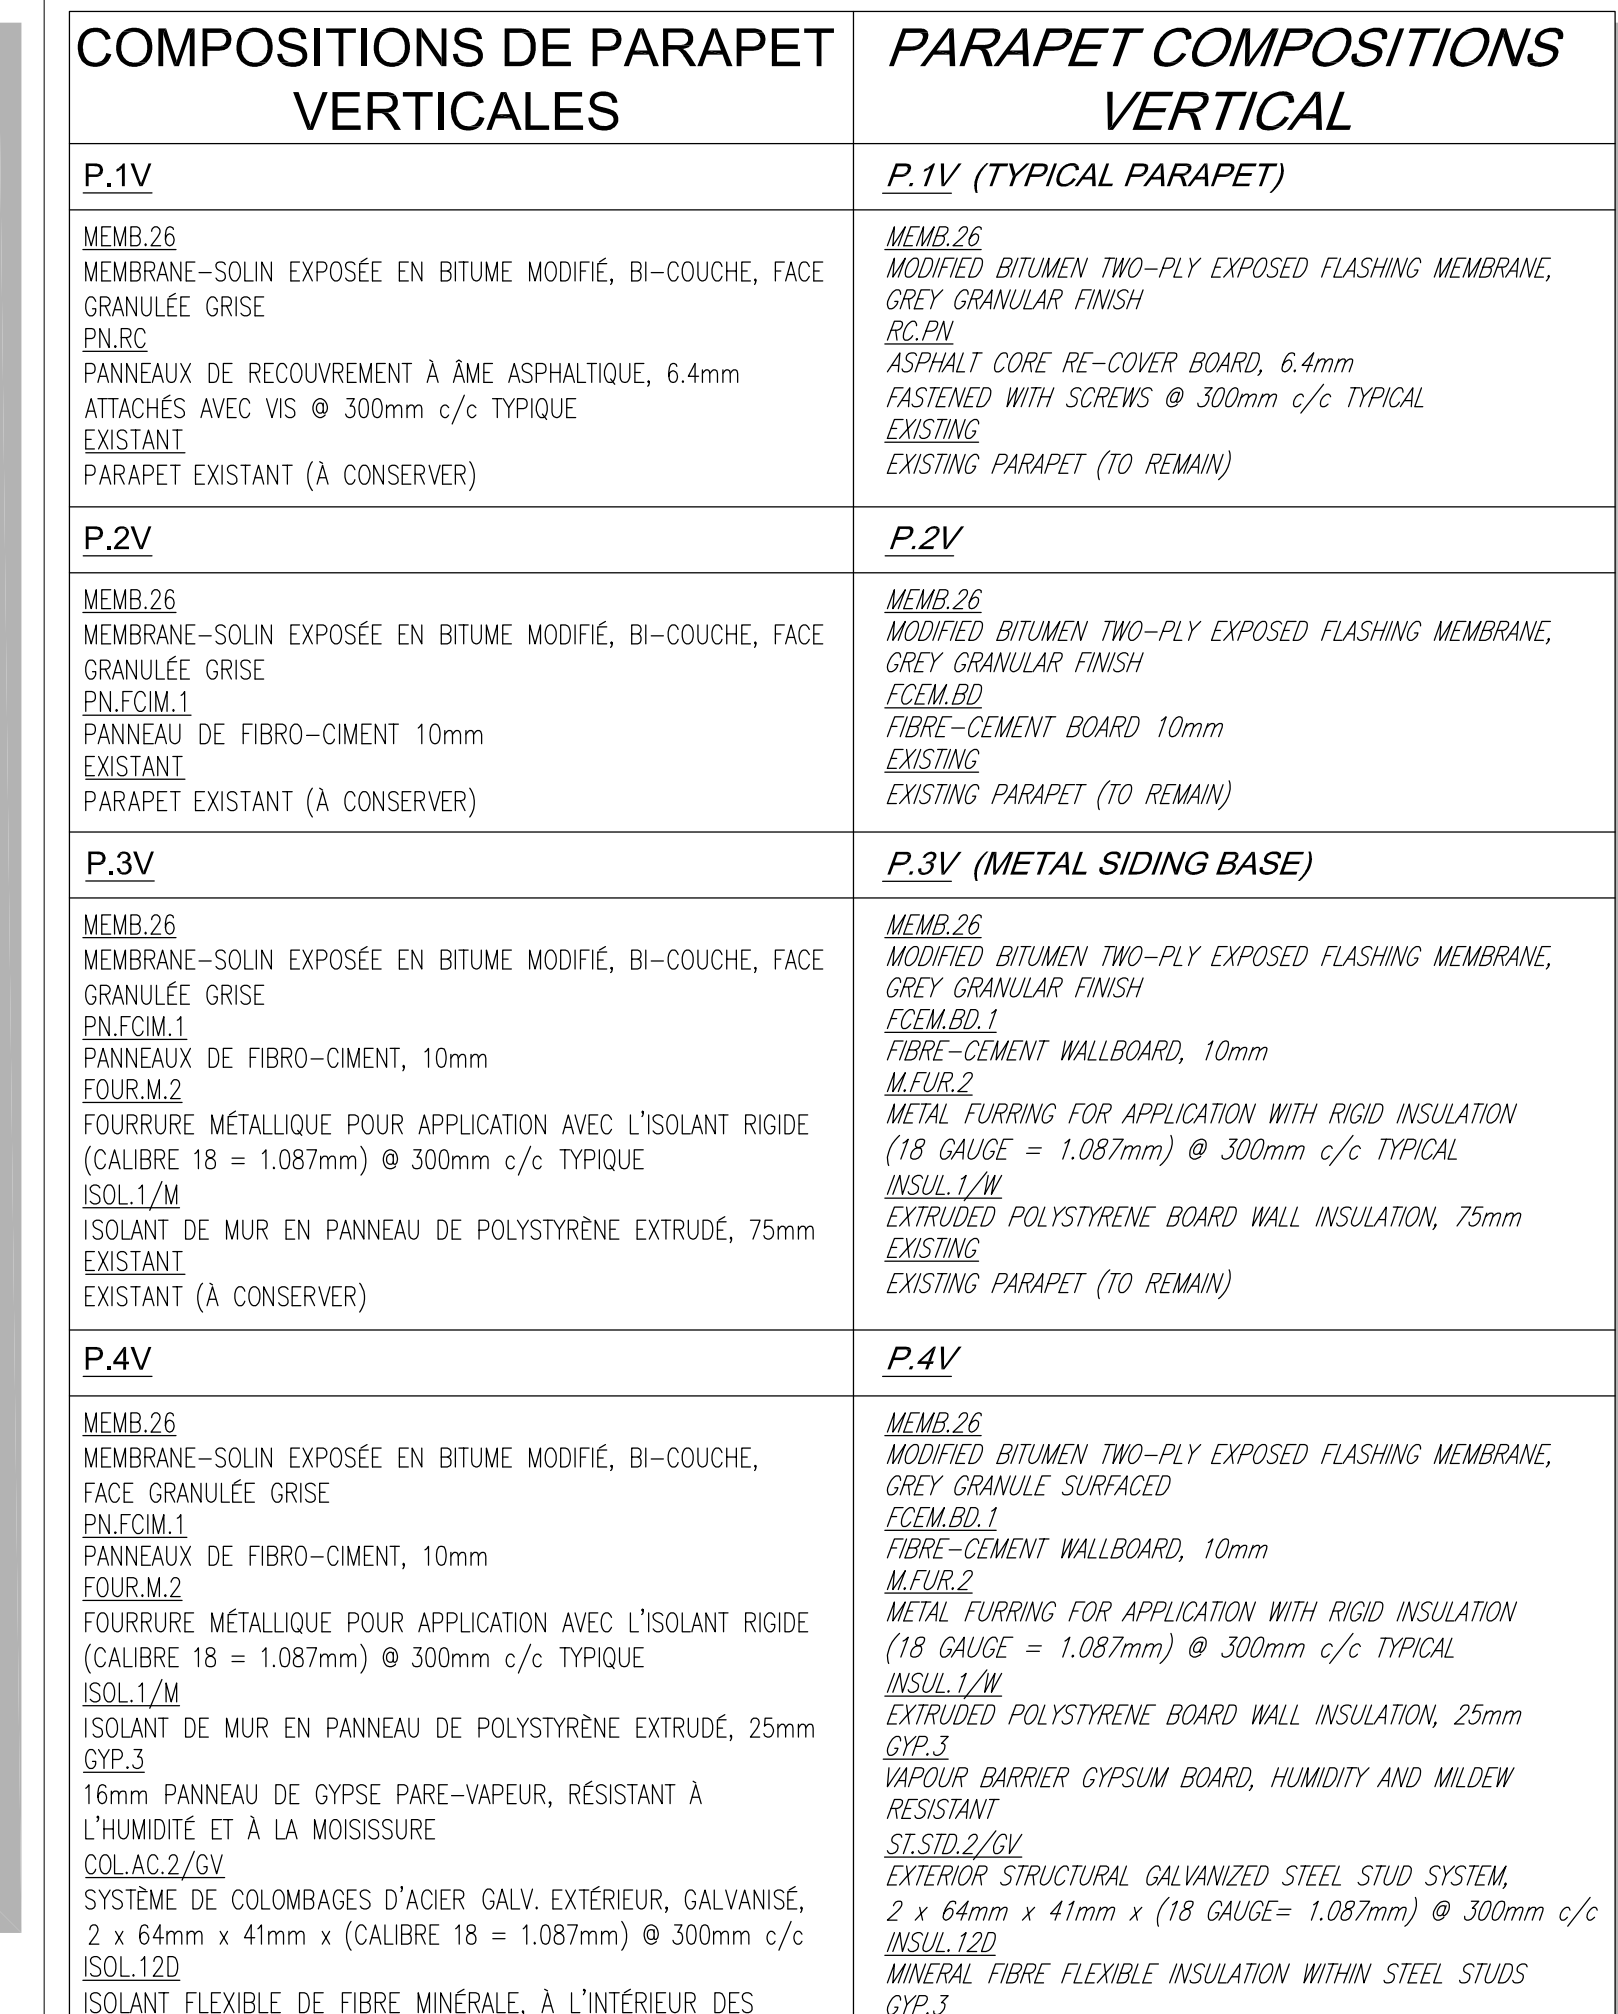 COMPOSITIONS DE PARAPET
VERTICALES
PARAPET COMPOSITIONS
VERTICAL
P.1V
P.1V (TYPICAL PARAPET)
MEMB.26
MEMBRANE-SOLIN EXPOSÉE EN BITUME MODIFIÉ, BI-COUCHE, FACE
GRANULÉE GRISE
PN.RC
PANNEAUX DE RECOUVREMENT À ÂME ASPHALTIQUE, 6.4mm
ATTACHÉS AVEC VIS @ 300mm c/c TYPIQUE
EXISTANT
PARAPET EXISTANT (À CONSERVER)
MEMB.26
MODIFIED BITUMEN TWO-PLY EXPOSED FLASHING MEMBRANE,
GREY GRANULAR FINISH
RC.PN
ASPHALT CORE RE-COVER BOARD, 6.4mm
FASTENED WITH SCREWS @ 300mm c/c TYPICAL
EXISTING
EXISTING PARAPET (TO REMAIN)
P.2V
P.2V
MEMB.26
MEMBRANE-SOLIN EXPOSÉE EN BITUME MODIFIÉ, BI-COUCHE, FACE
GRANULÉE GRISE
PN.FCIM.1
PANNEAU DE FIBRO-CIMENT 10mm
EXISTANT
PARAPET EXISTANT (À CONSERVER)
MEMB.26
MODIFIED BITUMEN TWO-PLY EXPOSED FLASHING MEMBRANE,
GREY GRANULAR FINISH
FCEM.BD
FIBRE-CEMENT BOARD 10mm
EXISTING
EXISTING PARAPET (TO REMAIN)
P.3V
P.3V (METAL SIDING BASE)
MEMB.26
MEMBRANE-SOLIN EXPOSÉE EN BITUME MODIFIÉ, BI-COUCHE, FACE
GRANULÉE GRISE
PN.FCIM.1
PANNEAUX DE FIBRO-CIMENT, 10mm
FOUR.M.2
FOURRURE MÉTALLIQUE POUR APPLICATION AVEC L'ISOLANT RIGIDE
(CALIBRE 18 = 1.087mm) @ 300mm c/c TYPIQUE
ISOL.1/M
ISOLANT DE MUR EN PANNEAU DE POLYSTYRÈNE EXTRUDÉ, 75mm
EXISTANT
EXISTANT (À CONSERVER)
MEMB.26
MODIFIED BITUMEN TWO-PLY EXPOSED FLASHING MEMBRANE,
GREY GRANULAR FINISH
FCEM.BD.1
FIBRE-CEMENT WALLBOARD, 10mm
M.FUR.2
METAL FURRING FOR APPLICATION WITH RIGID INSULATION
(18 GAUGE = 1.087mm) @ 300mm c/c TYPICAL
INSUL.1/W
EXTRUDED POLYSTYRENE BOARD WALL INSULATION, 75mm
EXISTING
EXISTING PARAPET (TO REMAIN)
P.4V
P.4V
MEMB.26
MEMBRANE-SOLIN EXPOSÉE EN BITUME MODIFIÉ, BI-COUCHE,
FACE GRANULÉE GRISE
PN.FCIM.1
PANNEAUX DE FIBRO-CIMENT, 10mm
FOUR.M.2
FOURRURE MÉTALLIQUE POUR APPLICATION AVEC L'ISOLANT RIGIDE
(CALIBRE 18 = 1.087mm) @ 300mm c/c TYPIQUE
ISOL.1/M
ISOLANT DE MUR EN PANNEAU DE POLYSTYRÈNE EXTRUDÉ, 25mm
GYP.3
16mm PANNEAU DE GYPSE PARE-VAPEUR, RÉSISTANT À
L'HUMIDITÉ ET À LA MOISISSURE
COL.AC.2/GV
SYSTÈME DE COLOMBAGES D'ACIER GALV. EXTÉRIEUR, GALVANISÉ,
2 x 64mm x 41mm x (CALIBRE 18 = 1.087mm) @ 300mm c/c
ISOL.12D
ISOLANT FLEXIBLE DE FIBRE MINÉRALE, À L'INTÉRIEUR DES
MEMB.26
MODIFIED BITUMEN TWO-PLY EXPOSED FLASHING MEMBRANE,
GREY GRANULE SURFACED
FCEM.BD.1
FIBRE-CEMENT WALLBOARD, 10mm
M.FUR.2
METAL FURRING FOR APPLICATION WITH RIGID INSULATION
(18 GAUGE = 1.087mm) @ 300mm c/c TYPICAL
INSUL.1/W
EXTRUDED POLYSTYRENE BOARD WALL INSULATION, 25mm
GYP.3
VAPOUR BARRIER GYPSUM BOARD, HUMIDITY AND MILDEW
RESISTANT
ST.STD.2/GV
EXTERIOR STRUCTURAL GALVANIZED STEEL STUD SYSTEM,
2 x 64mm x 41mm x (18 GAUGE= 1.087mm) @ 300mm c/c
INSUL.12D
MINERAL FIBRE FLEXIBLE INSULATION WITHIN STEEL STUDS
GYP.3